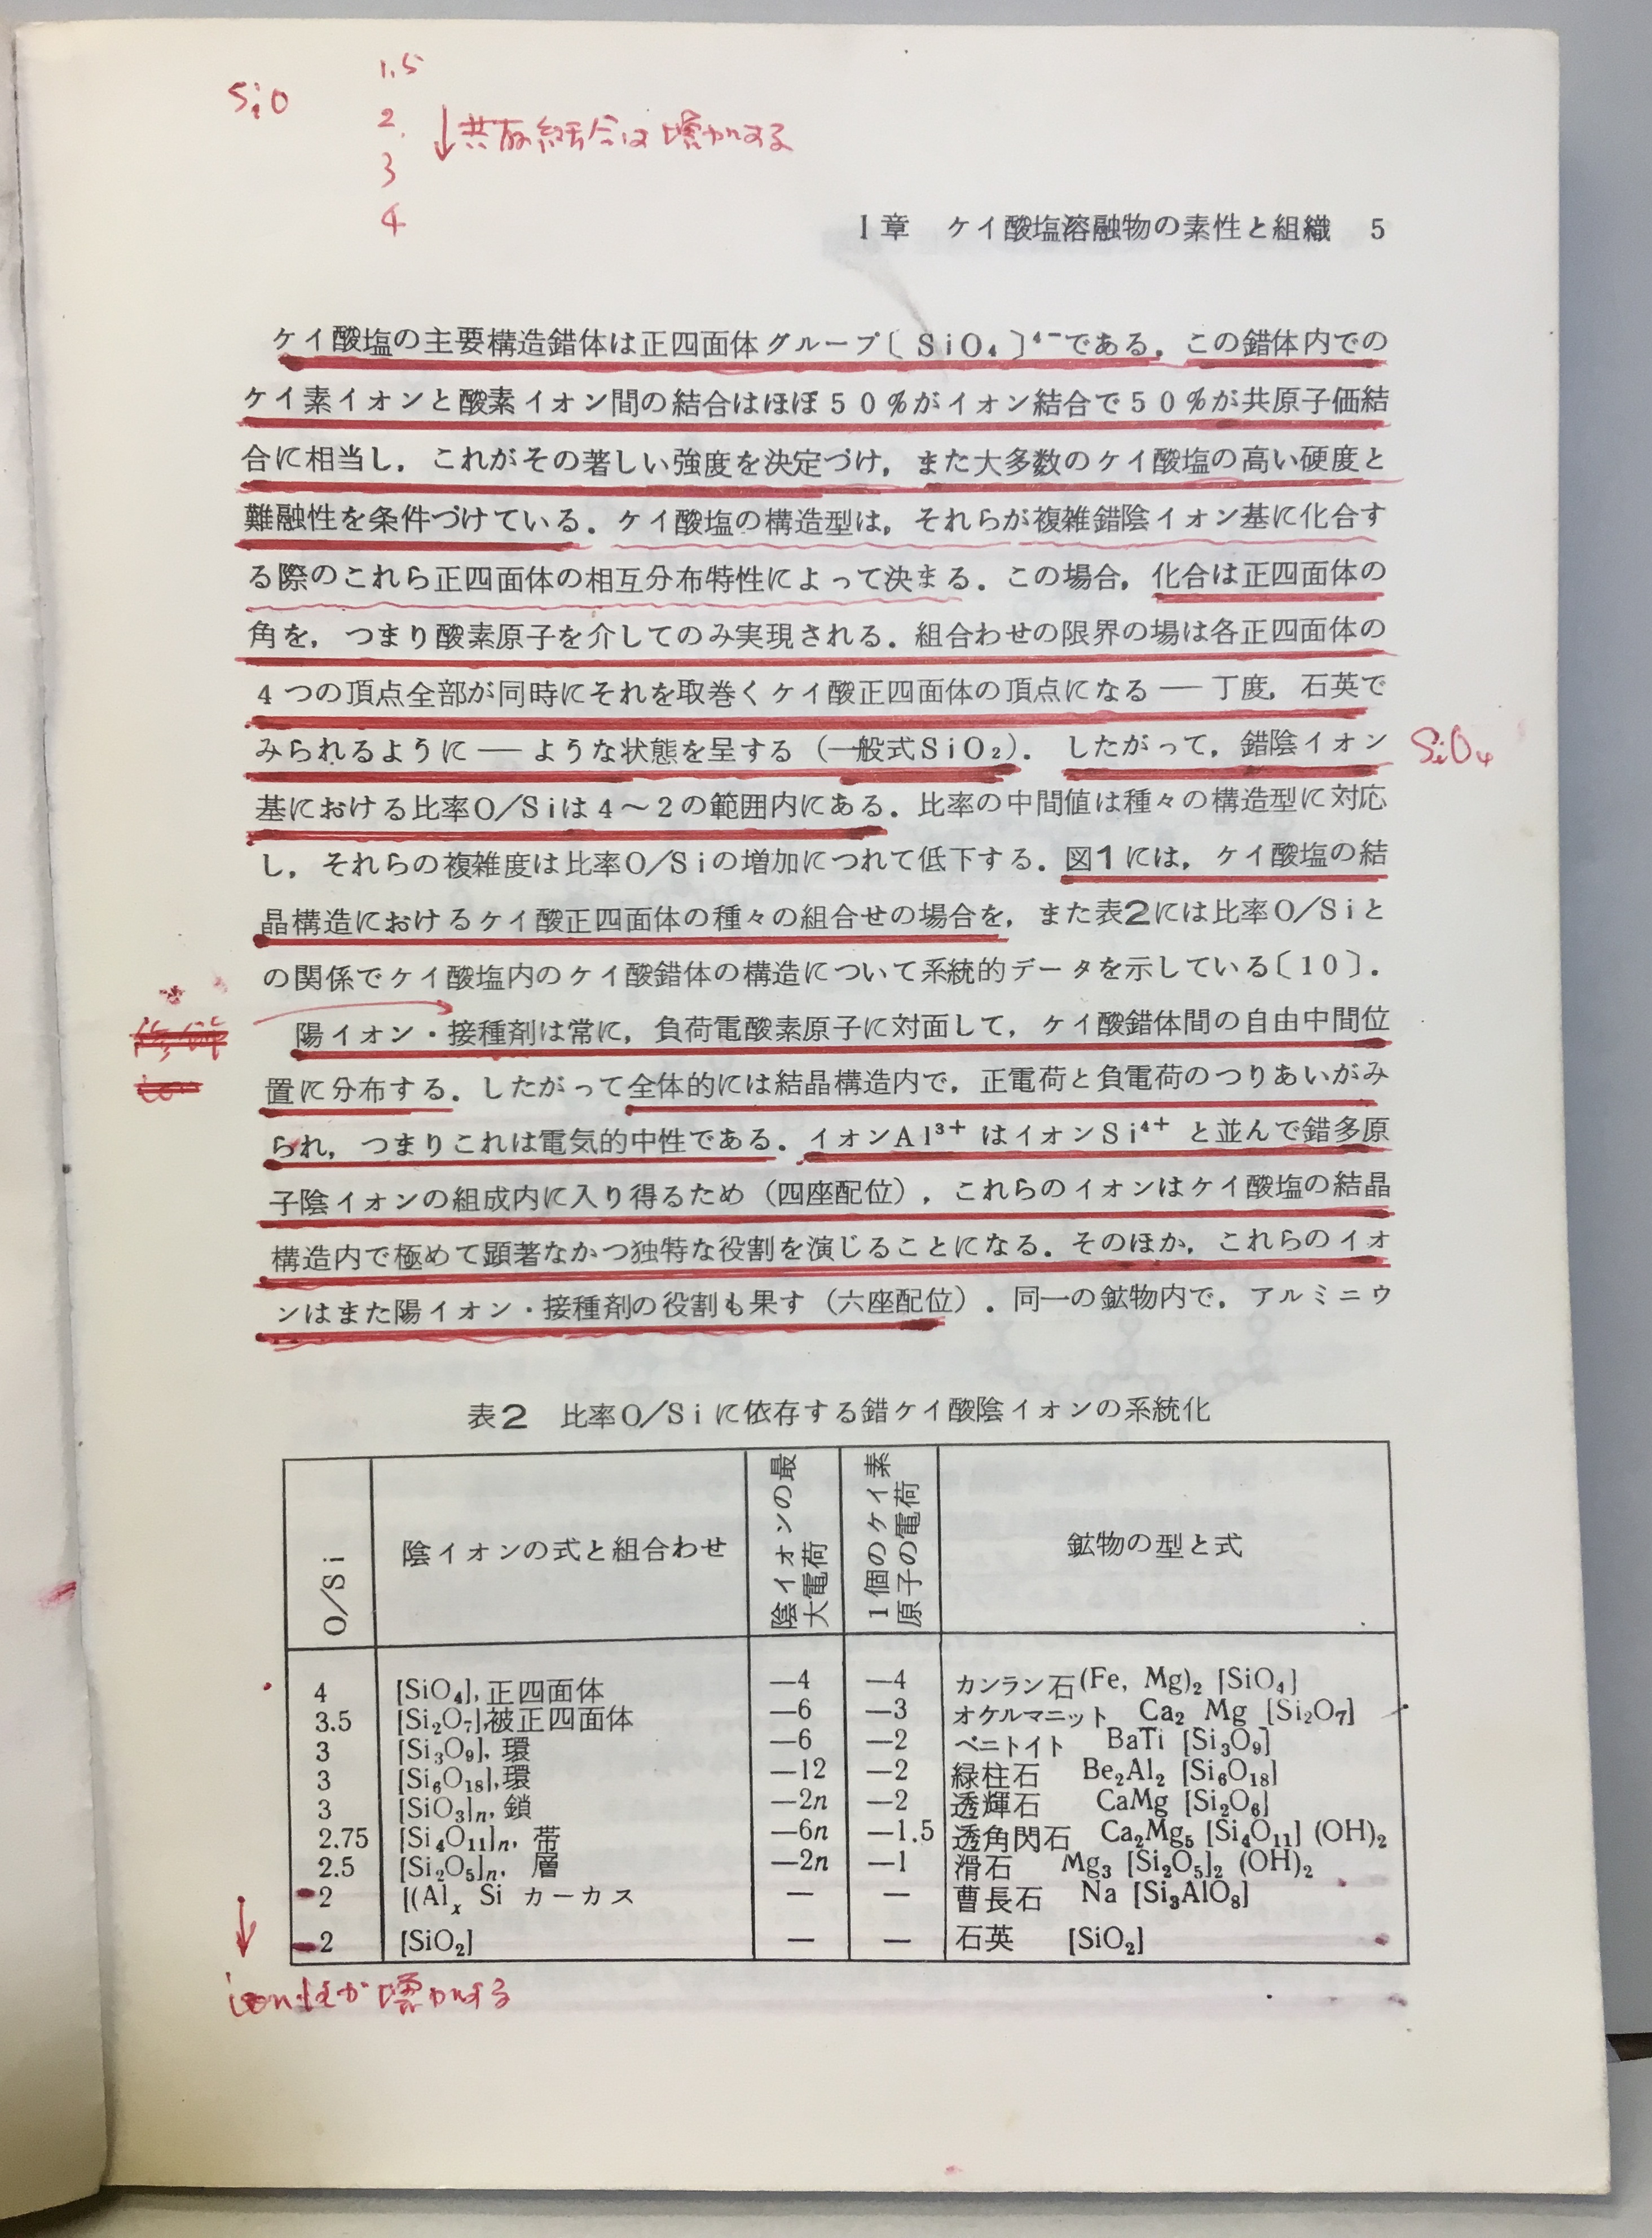 SiO
1.5
2.
3
4
↓共有結合は増加する
Ⅰ章　ケイ酸塩溶融物の素性と組織　5
ケイ酸塩の主要構造錯体は正四面体グループ〔SiO₄〕⁴⁻である．この錯体内での
ケイ素イオンと酸素イオン間の結合はほぼ50％がイオン結合で50％が共原子価結
合に相当し，これがその著しい強度を決定づけ，また大多数のケイ酸塩の高い硬度と
難融性を条件づけている．ケイ酸塩の構造型は，それらが複雑錯陰イオン基に化合す
る際のこれら正四面体の相互分布特性によって決まる．この場合，化合は正四面体の
角を，つまり酸素原子を介してのみ実現される．組合わせの限界の場は各正四面体の
4つの頂点全部が同時にそれを取巻くケイ酸正四面体の頂点になる ― 丁度，石英で
みられるように ― ような状態を呈する（一般式SiO₂）．したがって，錯陰イオン
SiO₄
基における比率O/Siは4～2の範囲内にある．比率の中間値は種々の構造型に対応
し，それらの複雑度は比率O/Siの増加につれて低下する．図1には，ケイ酸塩の結
晶構造におけるケイ酸正四面体の種々の組合せの場合を，また表2には比率O/Siと
の関係でケイ酸塩内のケイ酸錯体の構造について系統的データを示している〔10〕．
陽イオン・接種剤は常に，負荷電酸素原子に対面して，ケイ酸錯体間の自由中間位
置に分布する．したがって全体的には結晶構造内で，正電荷と負電荷のつりあいがみ
られ，つまりこれは電気的中性である．イオンAl³⁺はイオンSi⁴⁺と並んで錯多原
子陰イオンの組成内に入り得るため（四座配位），これらのイオンはケイ酸塩の結晶
構造内で極めて顕著なかつ独特な役割を演じることになる．そのほか，これらのイオ
ンはまた陽イオン・接種剤の役割も果す（六座配位）．同一の鉱物内で，アルミニウ
表2　比率O/Siに依存する錯ケイ酸陰イオンの系統化
O/Si　陰イオンの式と組合わせ　陰イオンの最大電荷　1個のケイ素原子の電荷　鉱物の型と式
4　[SiO₄], 正四面体　—4　—4　カンラン石(Fe, Mg)₂ [SiO₄]
3.5　[Si₂O₇],被正四面体　—6　—3　オケルマニット　Ca₂ Mg [Si₂O₇]
3　[Si₃O₉], 環　—6　—2　ベニトイト　BaTi [Si₃O₉]
3　[Si₆O₁₈], 環　—12　—2　緑柱石　Be₂Al₂ [Si₆O₁₈]
3　[SiO₃]n, 鎖　—2n　—2　透輝石　CaMg [Si₂O₆]
2.75　[Si₄O₁₁]n, 帯　—6n　—1.5　透角閃石　Ca₂Mg₅ [Si₄O₁₁] (OH)₂
2.5　[Si₂O₅]n, 層　—2n　—1　滑石　Mg₃ [Si₂O₅]₂ (OH)₂
2　[(Alₓ Si カーカス　—　—　曹長石　Na [Si₃AlO₈]
2　[SiO₂]　—　—　石英　[SiO₂]
↓
ion性が増加する